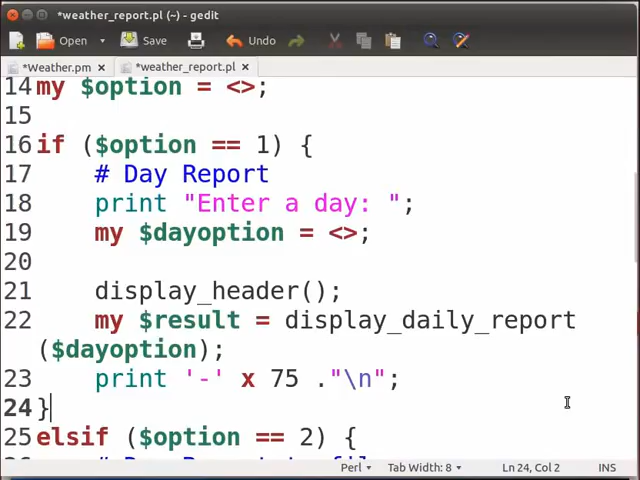 *weather_report.pl (~) - gedit
Open Save Undo
*Weather.pm *weather_report.pl
14 my $option = <>;
15
16 if ($option == 1) {
17 # Day Report
18 print "Enter a day: ";
19 my $dayoption = <>;
20
21 display_header();
22 my $result = display_daily_report
($dayoption);
23 print '-' x 75 ."\n";
24 }
25 elsif ($option == 2) {
Perl Tab Width: 8 Ln 24, Col 2 INS